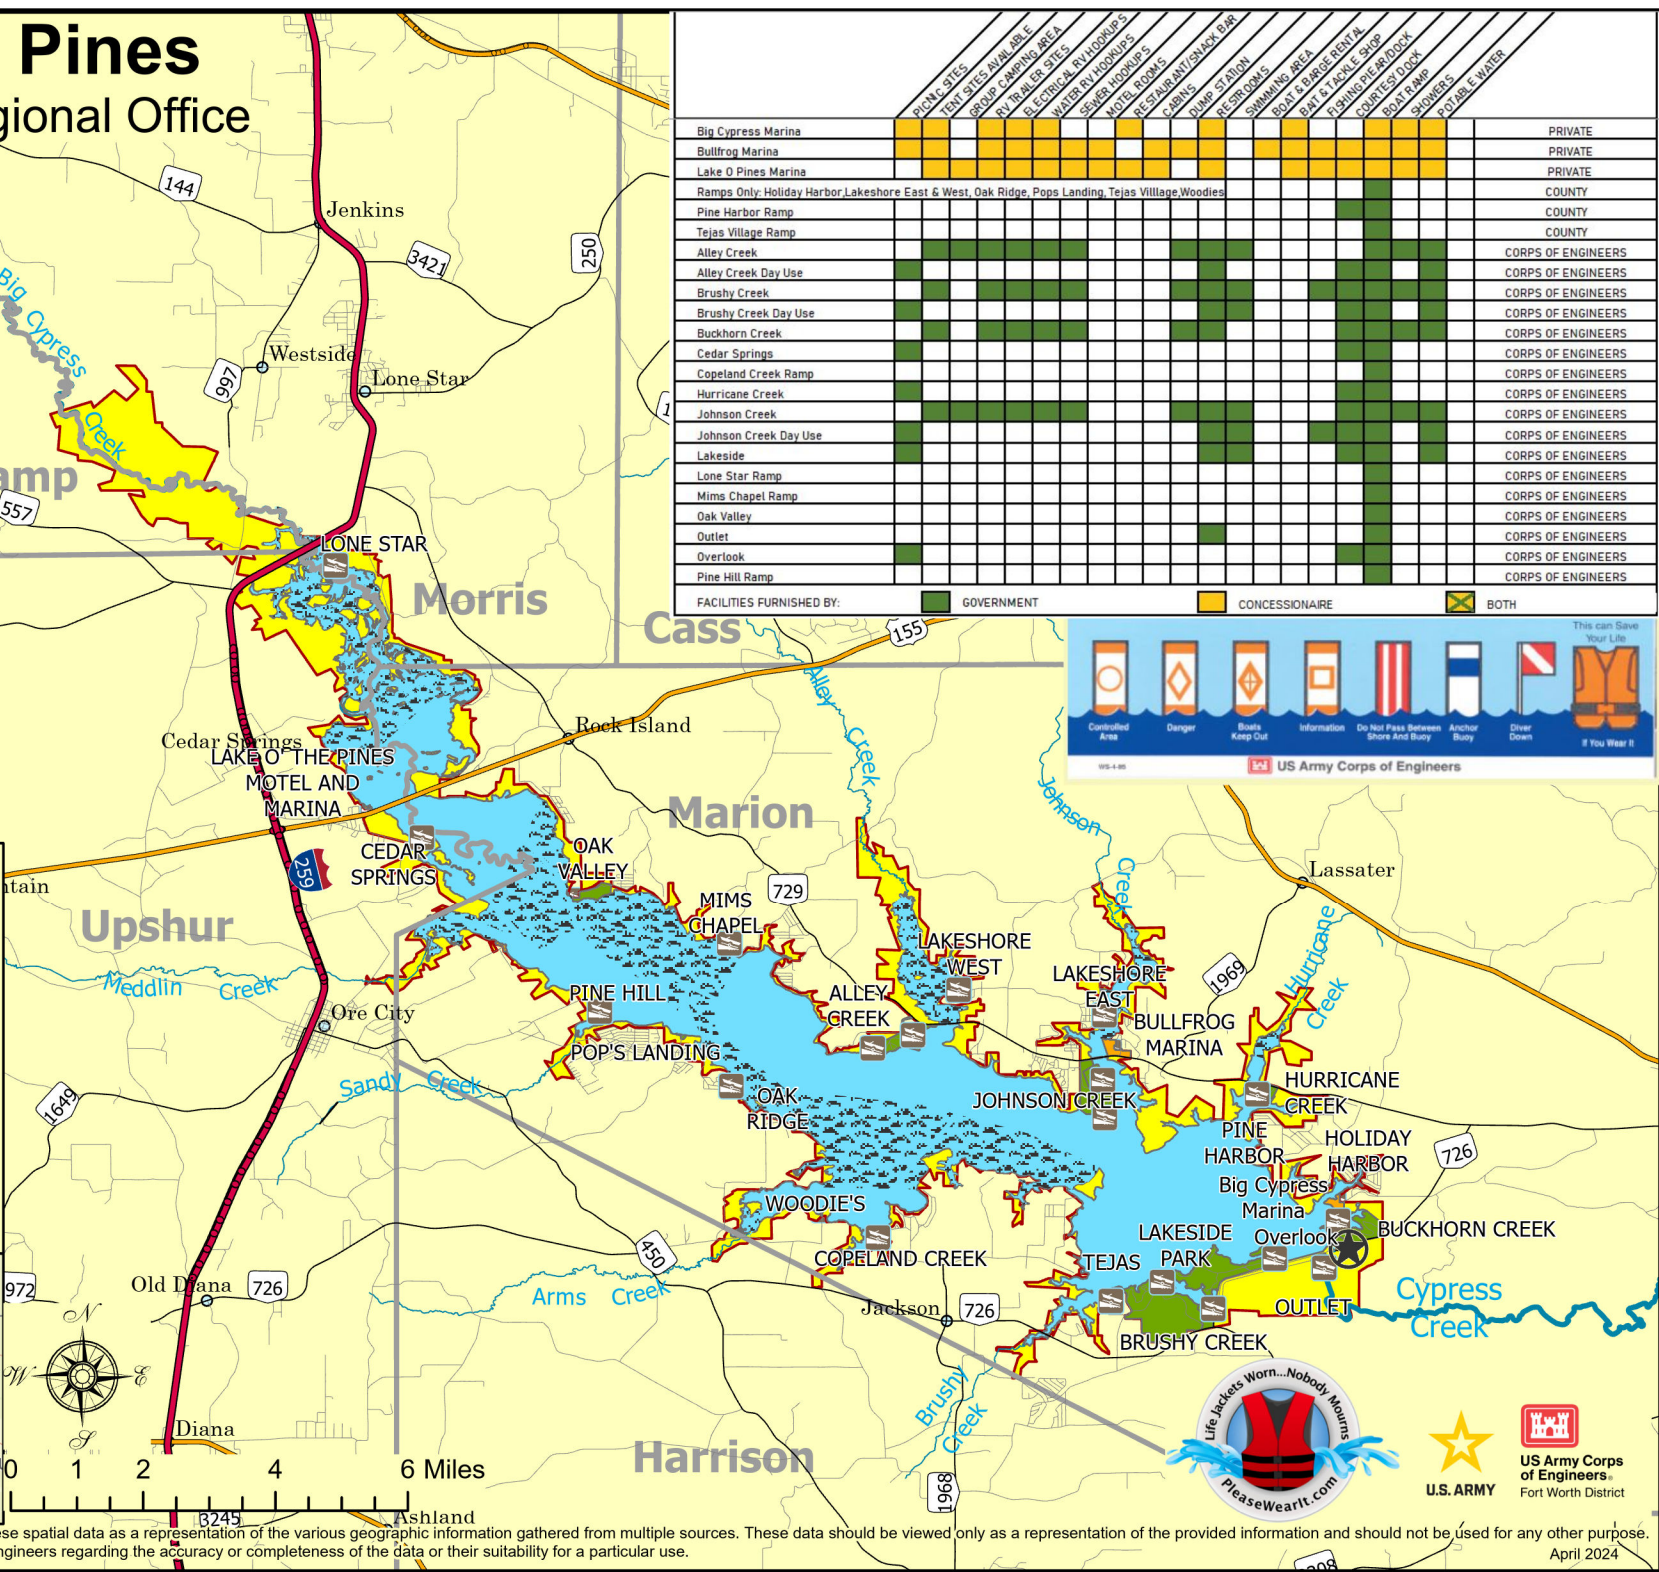 Pines
gional Office
PICNIC SITES
TENT SITES AVAILABLE
GROUP CAMPING AREA
RV TRAILER SITES
ELECTRICAL RV HOOKUPS
WATER RV HOOKUPS
SEWER HOOKUPS
MOTEL ROOMS
RESTAURANT/SNACK BAR
CABINS
DUMP STATION
RESTROOMS
SWIMMING AREA
BOAT & BARGE RENTAL
BAIT & TACKLE SHOP
FISHING PIEAR/DOCK
COURTESY DOCK
BOAT RAMP
SHOWERS
POTABLE WATER
Big Cypress Marina PRIVATE
Bullfrog Marina PRIVATE
Lake O Pines Marina PRIVATE
Ramps Only: Holiday Harbor,Lakeshore East & West, Oak Ridge, Pops Landing, Tejas Villlage,Woodies COUNTY
Pine Harbor Ramp COUNTY
Tejas Village Ramp COUNTY
Alley Creek CORPS OF ENGINEERS
Alley Creek Day Use CORPS OF ENGINEERS
Brushy Creek CORPS OF ENGINEERS
Brushy Creek Day Use CORPS OF ENGINEERS
Buckhorn Creek CORPS OF ENGINEERS
Cedar Springs CORPS OF ENGINEERS
Copeland Creek Ramp CORPS OF ENGINEERS
Hurricane Creek CORPS OF ENGINEERS
Johnson Creek CORPS OF ENGINEERS
Johnson Creek Day Use CORPS OF ENGINEERS
Lakeside CORPS OF ENGINEERS
Lone Star Ramp CORPS OF ENGINEERS
Mims Chapel Ramp CORPS OF ENGINEERS
Oak Valley CORPS OF ENGINEERS
Outlet CORPS OF ENGINEERS
Overlook CORPS OF ENGINEERS
Pine Hill Ramp CORPS OF ENGINEERS
FACILITIES FURNISHED BY: GOVERNMENT CONCESSIONAIRE BOTH
This can Save
Your Life
Controlled
Area
Danger
Boats
Keep Out
Information
Do Not Pass Between
Shore And Buoy
Anchor
Buoy
Diver
Down
If You Wear It
WS-4-85
US Army Corps of Engineers
144
Jenkins
3421
250
Big Cypress Creek
Westside
997
Lone Star
amp
557
LONE STAR
Morris
Cass
155
Alley Creek
Rock Island
Cedar Springs
LAKE O' THE PINES
MOTEL AND
MARINA
Marion
Johnson Creek
CEDAR
SPRINGS
259
OAK
VALLEY
ntain
Lassater
729
MIMS
CHAPEL
Upshur
LAKESHORE
WEST
LAKESHORE
EAST
1969
Hurricane Creek
Meddlin Creek
PINE HILL
ALLEY
CREEK
Ore City
BULLFROG
MARINA
POP'S LANDING
Sandy Creek
1649
OAK
RIDGE
JOHNSON CREEK
HURRICANE
CREEK
PINE
HARBOR
HOLIDAY
HARBOR
726
Big Cypress
Marina
WOODIE'S
LAKESIDE
PARK
Overlook
BUCKHORN CREEK
450
COPELAND CREEK
TEJAS
972
Old Diana
726
Arms Creek
Jackson
726
OUTLET
Cypress
Creek
BRUSHY CREEK
N
W E
S
Brushy Creek
Diana
Harrison
Life Jackets Worn...Nobody Mourns
PleaseWearIt.com
U.S. ARMY
US Army Corps
of Engineers®
Fort Worth District
0 1 2 4 6 Miles
1968
3245
Ashland
ese spatial data as a representation of the various geographic information gathered from multiple sources. These data should be viewed only as a representation of the provided information and should not be used for any other purpose.
ngineers regarding the accuracy or completeness of the data or their suitability for a particular use.
April 2024